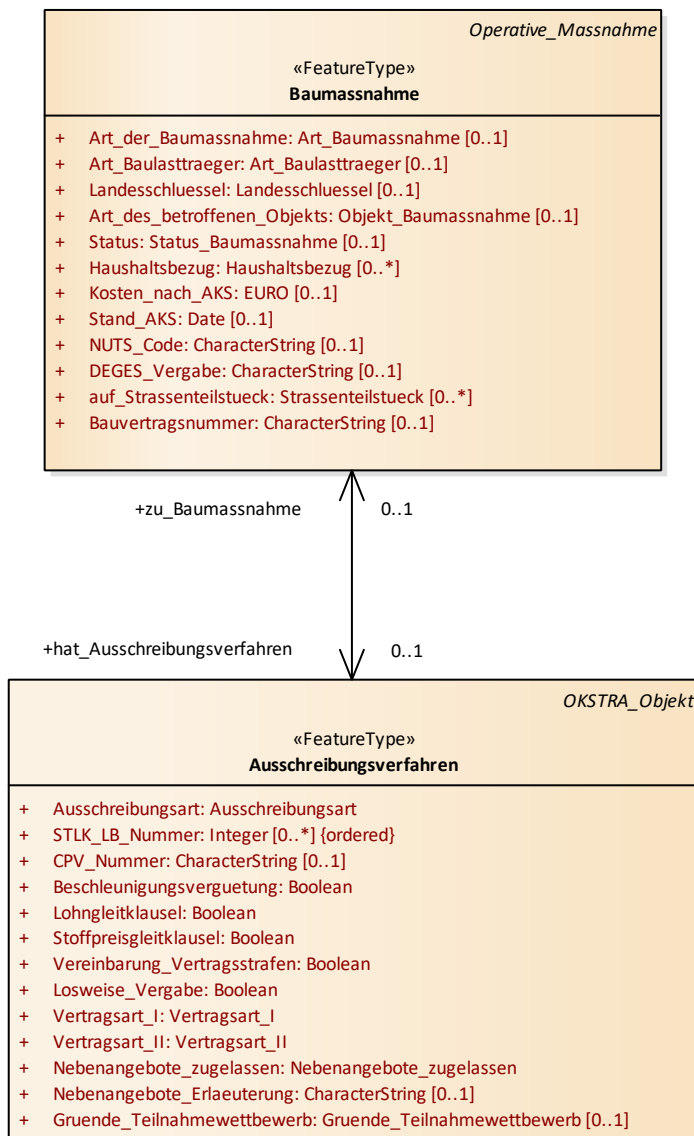 Operative_Massnahme
«FeatureType»
Baumassnahme
+ Art_der_Baumassnahme: Art_Baumassnahme [0..1]
+ Art_Baulasttraeger: Art_Baulasttraeger [0..1]
+ Landesschluessel: Landesschluessel [0..1]
+ Art_des_betroffenen_Objekts: Objekt_Baumassnahme [0..1]
+ Status: Status_Baumassnahme [0..1]
+ Haushaltsbezug: Haushaltsbezug [0..*]
+ Kosten_nach_AKS: EURO [0..1]
+ Stand_AKS: Date [0..1]
+ NUTS_Code: CharacterString [0..1]
+ DEGES_Vergabe: CharacterString [0..1]
+ auf_Strassenteilstueck: Strassenteilstueck [0..*]
+ Bauvertragsnummer: CharacterString [0..1]
+zu_Baumassnahme 0..1
+hat_Ausschreibungsverfahren 0..1
OKSTRA_Objekt
«FeatureType»
Ausschreibungsverfahren
+ Ausschreibungsart: Ausschreibungsart
+ STLK_LB_Nummer: Integer [0..*] {ordered}
+ CPV_Nummer: CharacterString [0..1]
+ Beschleunigungsverguetung: Boolean
+ Lohngleitklausel: Boolean
+ Stoffpreisgleitklausel: Boolean
+ Vereinbarung_Vertragsstrafen: Boolean
+ Losweise_Vergabe: Boolean
+ Vertragsart_I: Vertragsart_I
+ Vertragsart_II: Vertragsart_II
+ Nebenangebote_zugelassen: Nebenangebote_zugelassen
+ Nebenangebote_Erlaeuterung: CharacterString [0..1]
+ Gruende_Teilnahmewettbewerb: Gruende_Teilnahmewettbewerb [0..1]